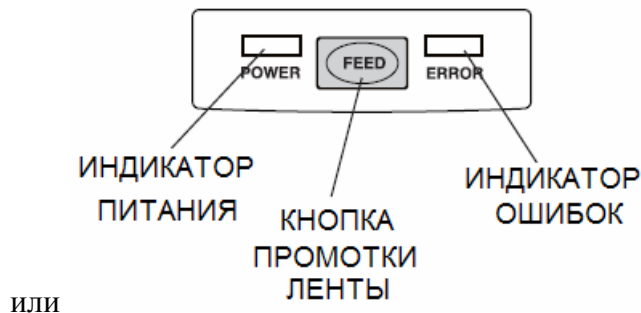 POWER FEED ERROR
ИНДИКАТОР
ПИТАНИЯ
КНОПКА
ПРОМОТКИ
ЛЕНТЫ
ИНДИКАТОР
ОШИБОК
или